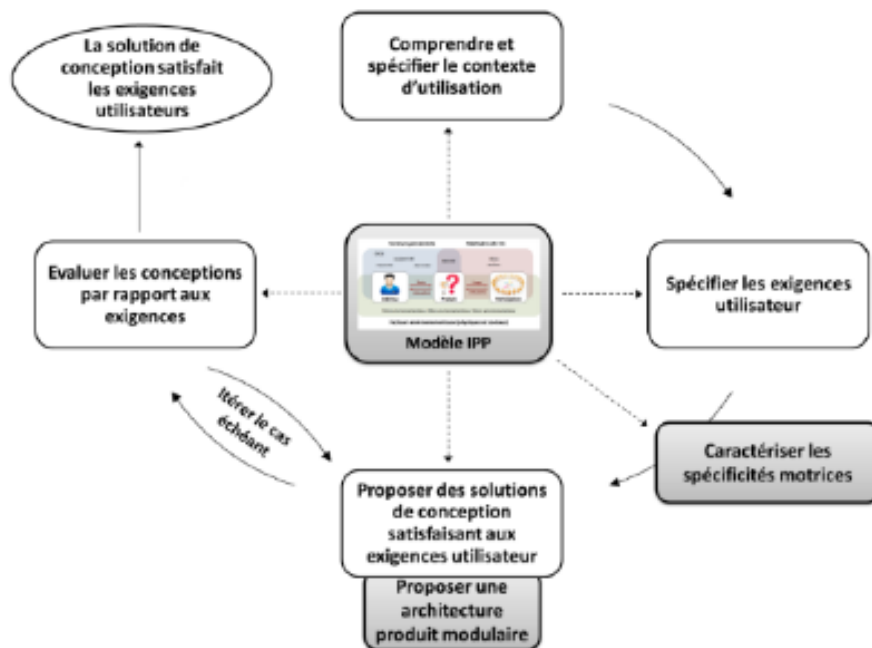 La solution de
conception satisfait
les exigences
utilisateurs
Comprendre et
spécifier le contexte
d'utilisation
Evaluer les conceptions
par rapport aux
exigences
Modèle IPP
Spécifier les exigences
utilisateur
Itérer le cas
échéant
Caractériser les
spécificités motrices
Proposer des solutions
de conception
satisfaisant aux
exigences utilisateur
Proposer une
architecture
produit modulaire